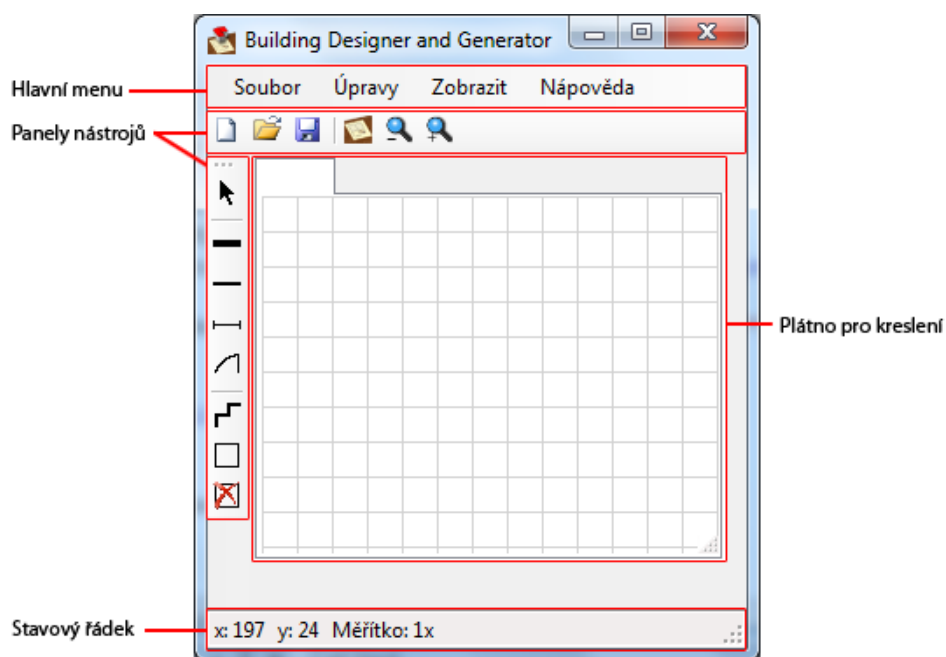 Building Designer and Generator
Hlavní menu
Soubor Úpravy Zobrazit Nápověda
Panely nástrojů
Plátno pro kreslení
Stavový řádek
x: 197 y: 24 Měřítko: 1x